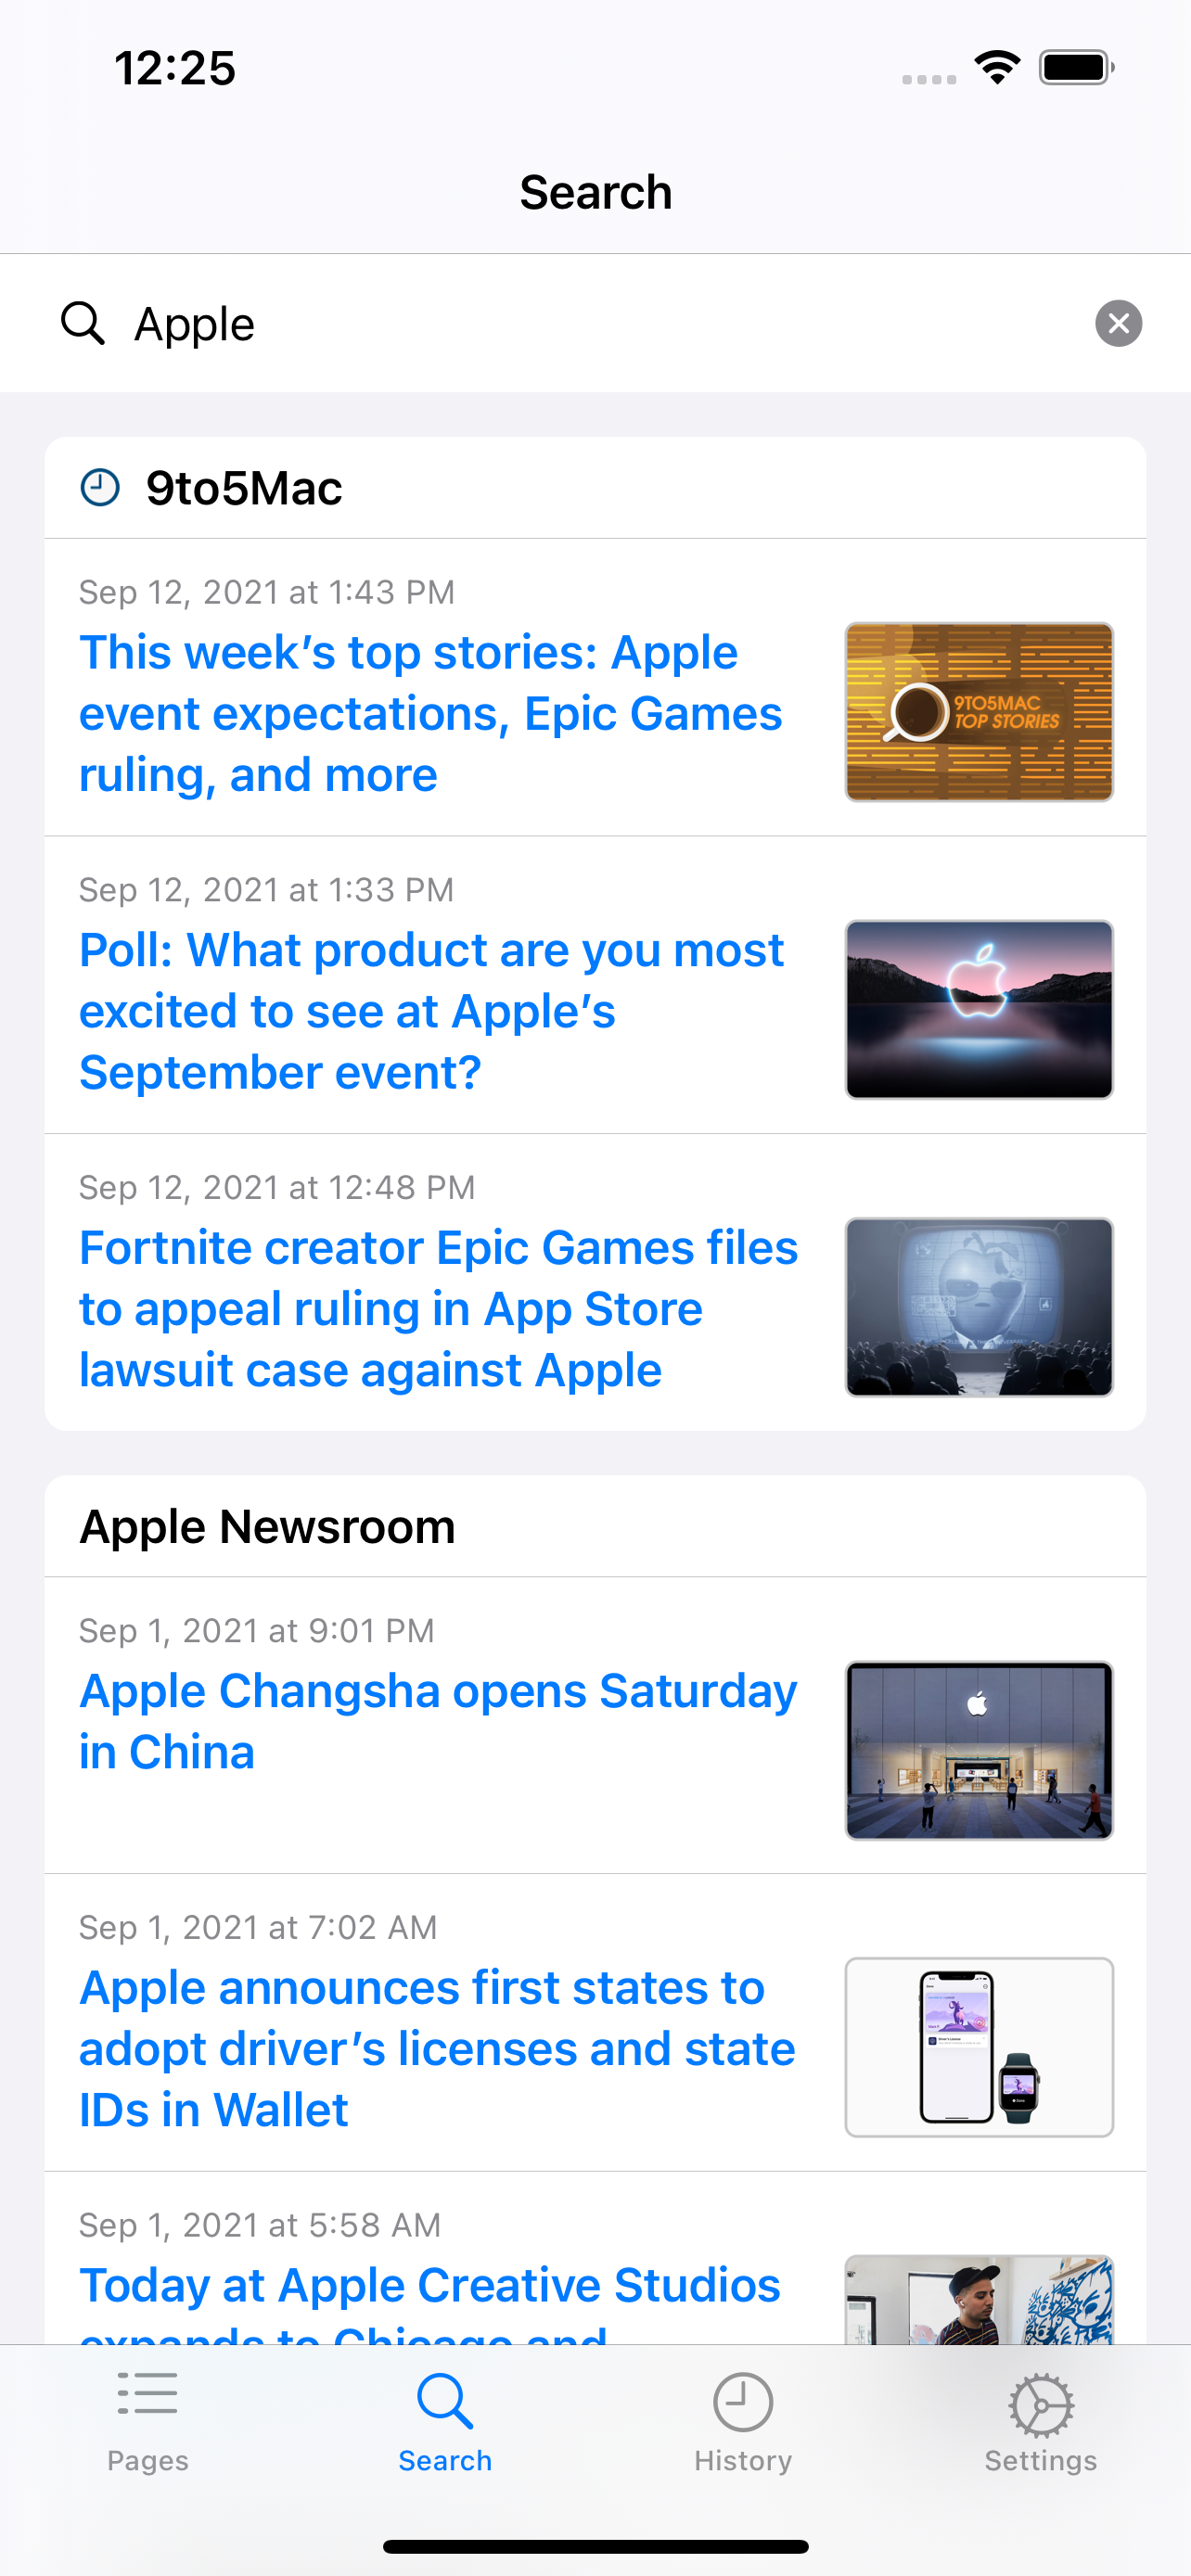 12:25
Search
Apple
9to5Mac
Sep 12, 2021 at 1:43 PM
This week’s top stories: Apple
event expectations, Epic Games
ruling, and more
9TO5MAC
TOP STORIES
Sep 12, 2021 at 1:33 PM
Poll: What product are you most
excited to see at Apple’s
September event?
Sep 12, 2021 at 12:48 PM
Fortnite creator Epic Games files
to appeal ruling in App Store
lawsuit case against Apple
Apple Newsroom
Sep 1, 2021 at 9:01 PM
Apple Changsha opens Saturday
in China
Sep 1, 2021 at 7:02 AM
Apple announces first states to
adopt driver’s licenses and state
IDs in Wallet
Sep 1, 2021 at 5:58 AM
Today at Apple Creative Studios
expands to Chicago and
Pages
Search
History
Settings